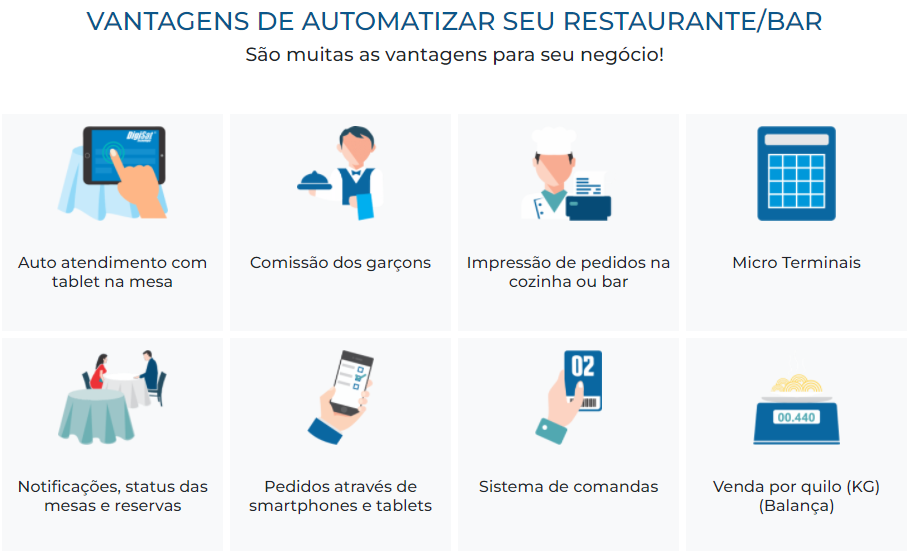 VANTAGENS DE AUTOMATIZAR SEU RESTAURANTE/BAR
São muitas as vantagens para seu negócio!
DigiSat
Auto atendimento com
tablet na mesa
Comissão dos garçons
Impressão de pedidos na
cozinha ou bar
Micro Terminais
02
00.440
Notificações, status das
mesas e reservas
Pedidos através de
smartphones e tablets
Sistema de comandas
Venda por quilo (KG)
(Balança)